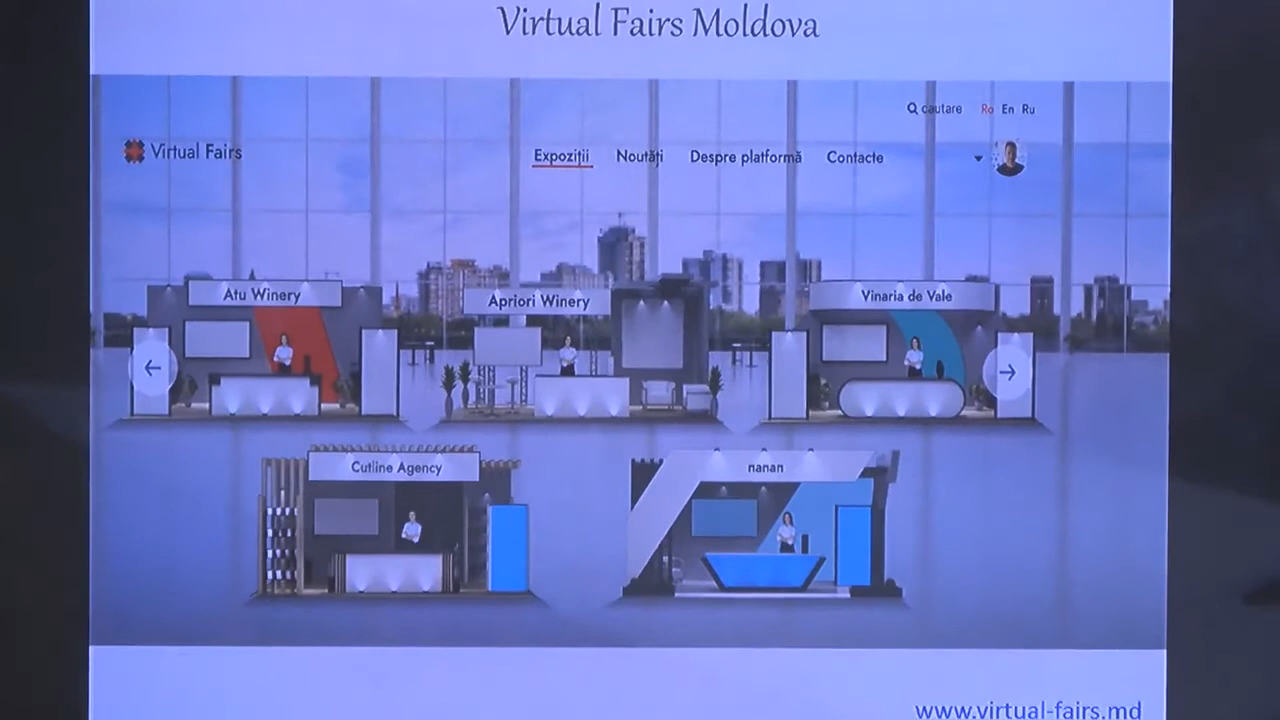 Virtual Fairs Moldova
cautare Ro En Ru
Virtual Fairs Expoziții Noutăți Despre platformă Contacte
Atu Winery Apriori Winery Vinaria de Vale
Cutline Agency nanan
www.virtual-fairs.md